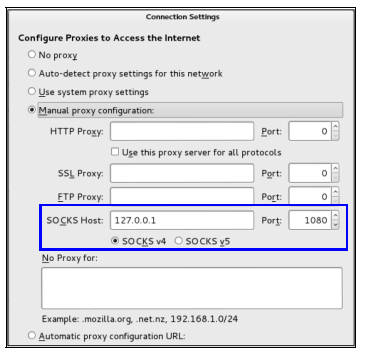 Connection Settings
Configure Proxies to Access the Internet
No proxy
Auto-detect proxy settings for this network
Use system proxy settings
Manual proxy configuration:
HTTP Proxy: Port: 0
Use this proxy server for all protocols
SSL Proxy: Port: 0
FTP Proxy: Port: 0
SOCKS Host: 127.0.0.1 Port: 1080
SOCKS v4 SOCKS v5
No Proxy for:
Example: .mozilla.org, .net.nz, 192.168.1.0/24
Automatic proxy configuration URL: